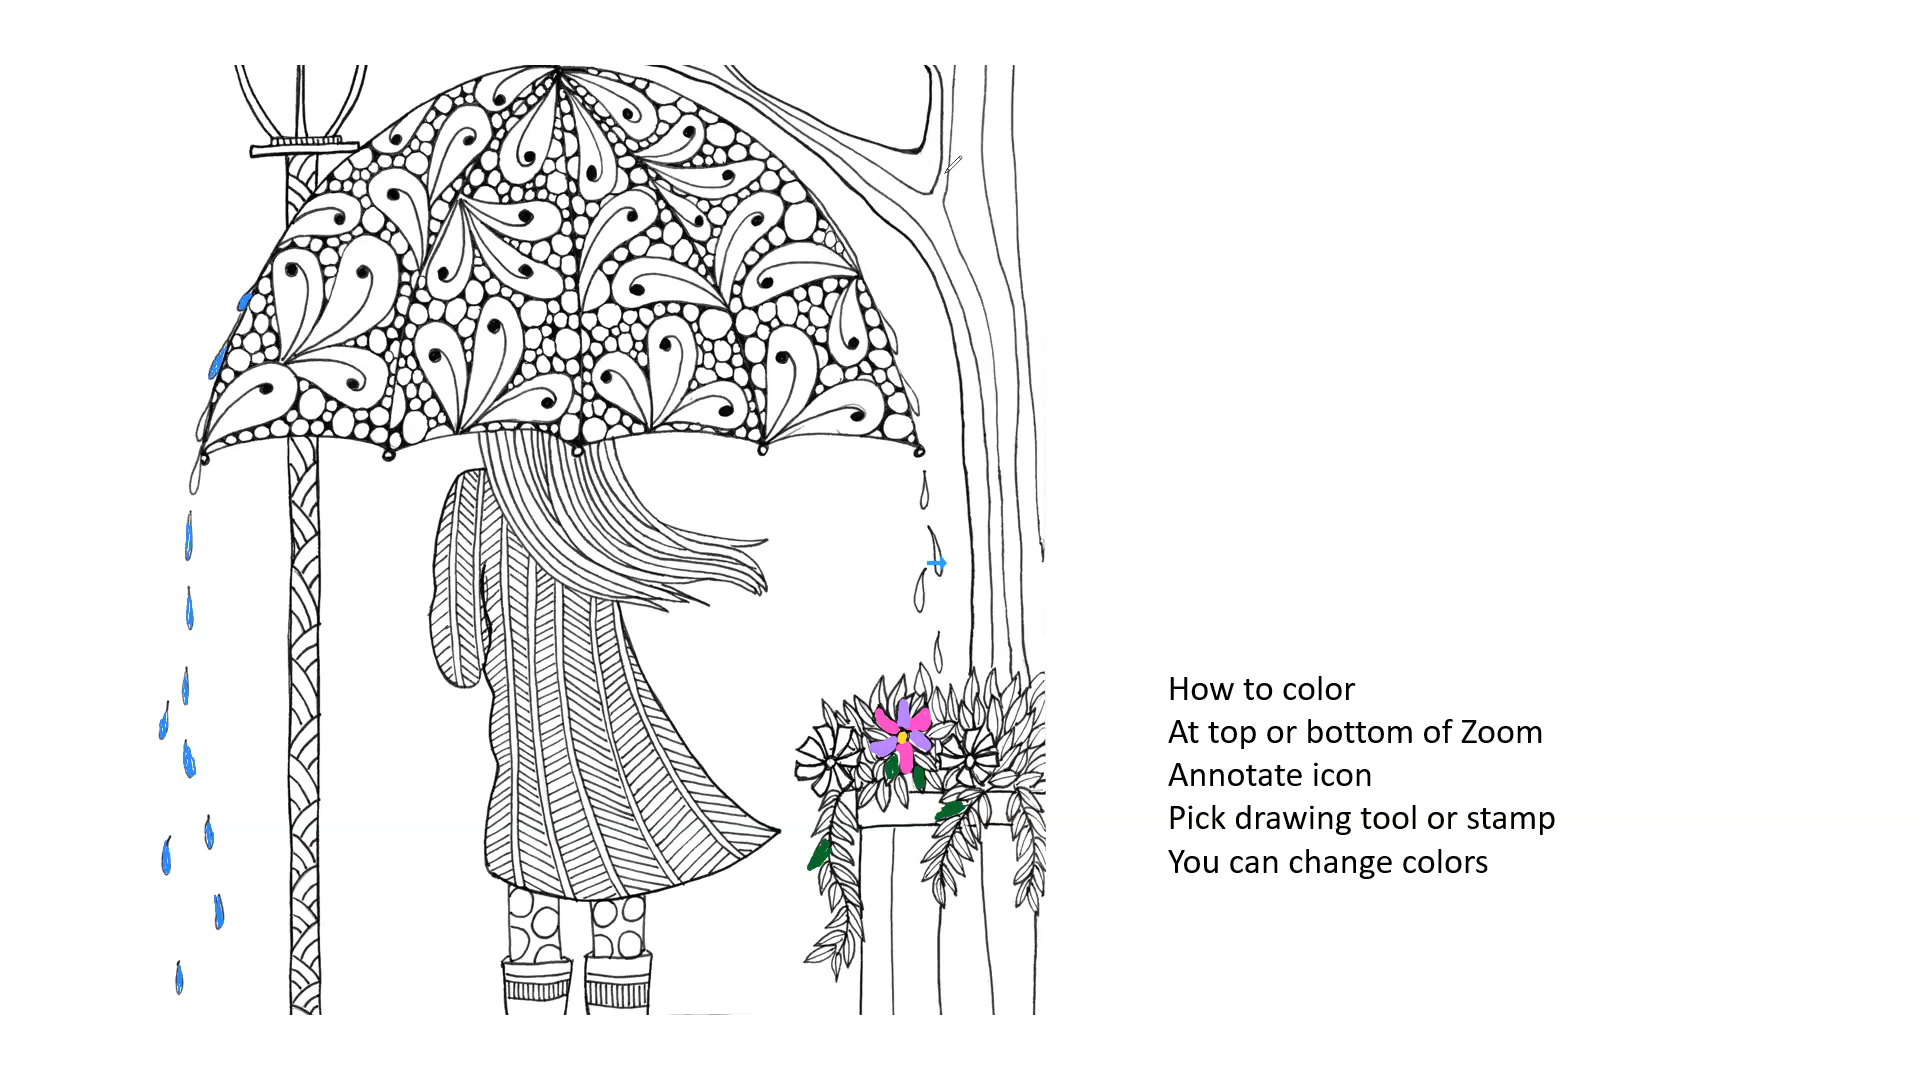 How to color
At top or bottom of Zoom
Annotate icon
Pick drawing tool or stamp
You can change colors